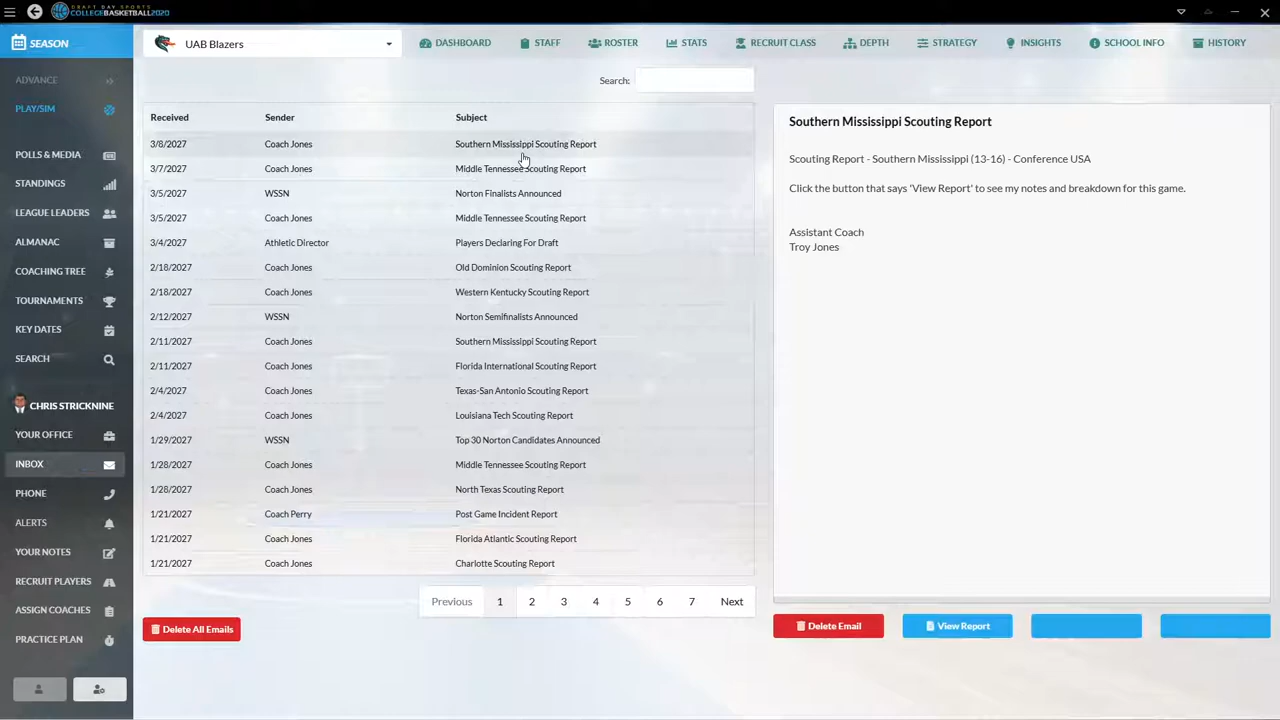 DRAFT DAY SPORTS
COLLEGE BASKETBALL 2020
SEASON
UAB Blazers
DASHBOARD
STAFF
ROSTER
STATS
RECRUIT CLASS
DEPTH
STRATEGY
INSIGHTS
SCHOOL INFO
HISTORY
ADVANCE
PLAY/SIM
POLLS & MEDIA
STANDINGS
LEAGUE LEADERS
ALMANAC
COACHING TREE
TOURNAMENTS
KEY DATES
SEARCH
CHRIS STRICKNINE
YOUR OFFICE
INBOX
PHONE
ALERTS
YOUR NOTES
RECRUIT PLAYERS
ASSIGN COACHES
PRACTICE PLAN
Search:
Received Sender Subject
3/8/2027 Coach Jones Southern Mississippi Scouting Report
3/7/2027 Coach Jones Middle Tennessee Scouting Report
3/5/2027 WSSN Norton Finalists Announced
3/5/2027 Coach Jones Middle Tennessee Scouting Report
3/4/2027 Athletic Director Players Declaring For Draft
2/18/2027 Coach Jones Old Dominion Scouting Report
2/18/2027 Coach Jones Western Kentucky Scouting Report
2/12/2027 WSSN Norton Semifinalists Announced
2/11/2027 Coach Jones Southern Mississippi Scouting Report
2/11/2027 Coach Jones Florida International Scouting Report
2/4/2027 Coach Jones Texas-San Antonio Scouting Report
2/4/2027 Coach Jones Louisiana Tech Scouting Report
1/29/2027 WSSN Top 30 Norton Candidates Announced
1/28/2027 Coach Jones Middle Tennessee Scouting Report
1/28/2027 Coach Jones North Texas Scouting Report
1/21/2027 Coach Perry Post Game Incident Report
1/21/2027 Coach Jones Florida Atlantic Scouting Report
1/21/2027 Coach Jones Charlotte Scouting Report
Previous 1 2 3 4 5 6 7 Next
Delete All Emails
Southern Mississippi Scouting Report
Scouting Report - Southern Mississippi (13-16) - Conference USA
Click the button that says 'View Report' to see my notes and breakdown for this game.
Assistant Coach
Troy Jones
Delete Email
View Report